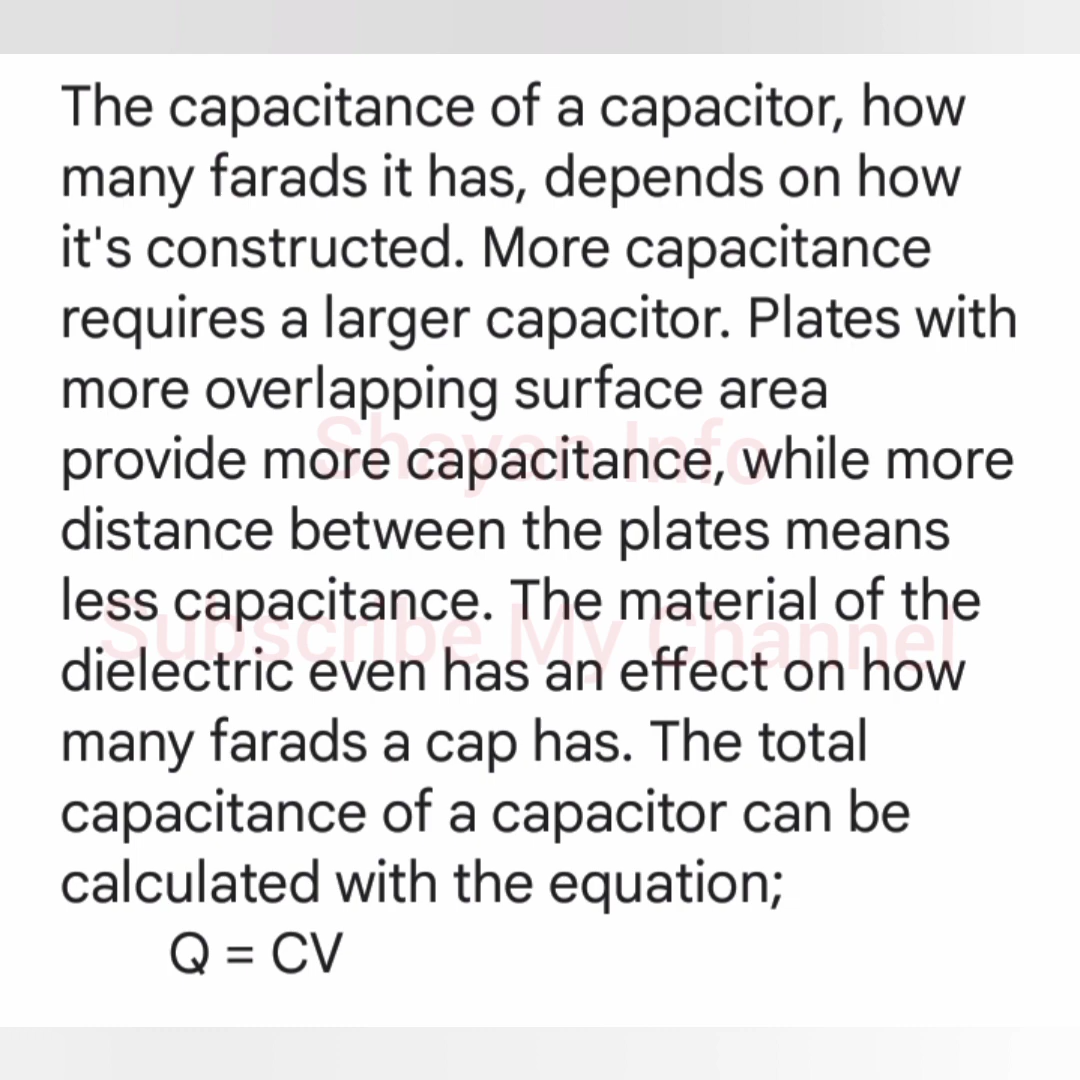 The capacitance of a capacitor, how
many farads it has, depends on how
it's constructed. More capacitance
requires a larger capacitor. Plates with
more overlapping surface area
Shayan Info
provide more capacitance, while more
distance between the plates means
less capacitance. The material of the
Subscribe My Channel
dielectric even has an effect on how
many farads a cap has. The total
capacitance of a capacitor can be
calculated with the equation;
Q = CV